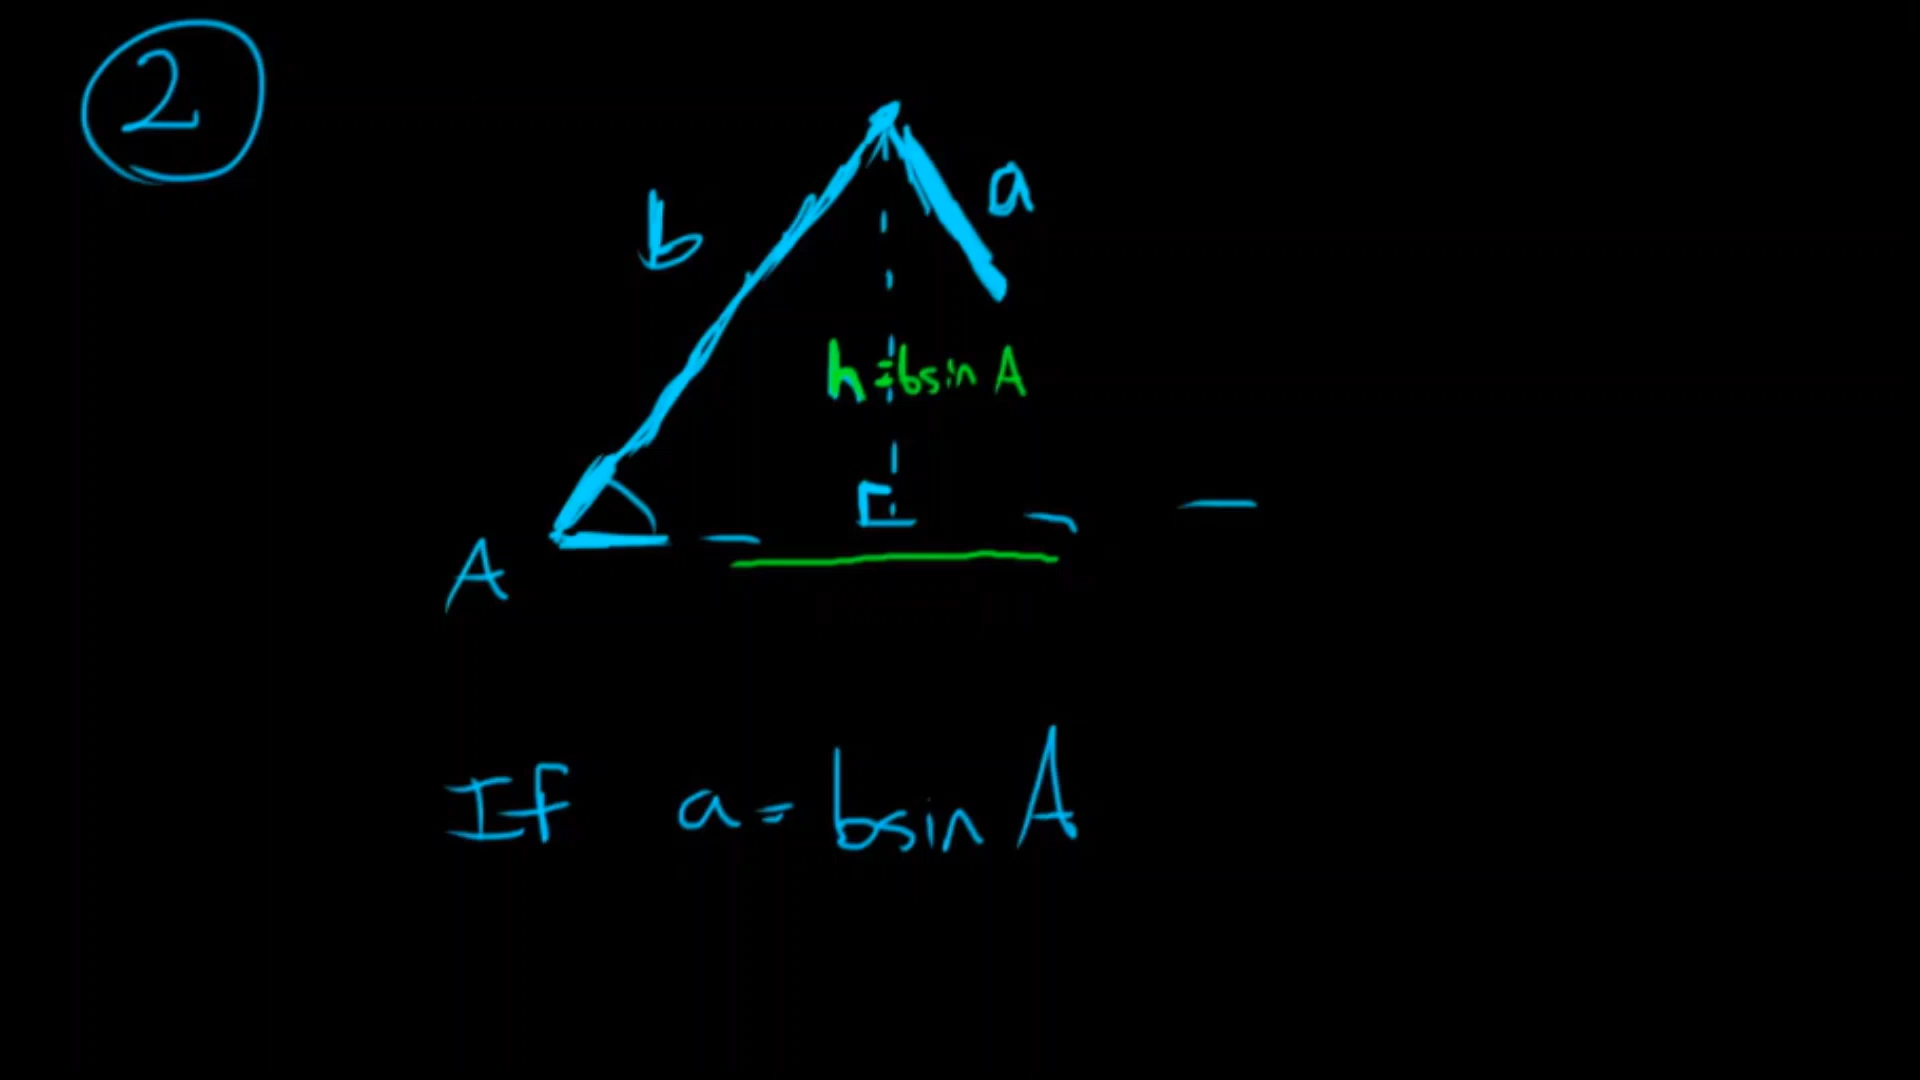 2
b
a
h = bsin A
A
If a = bsin A